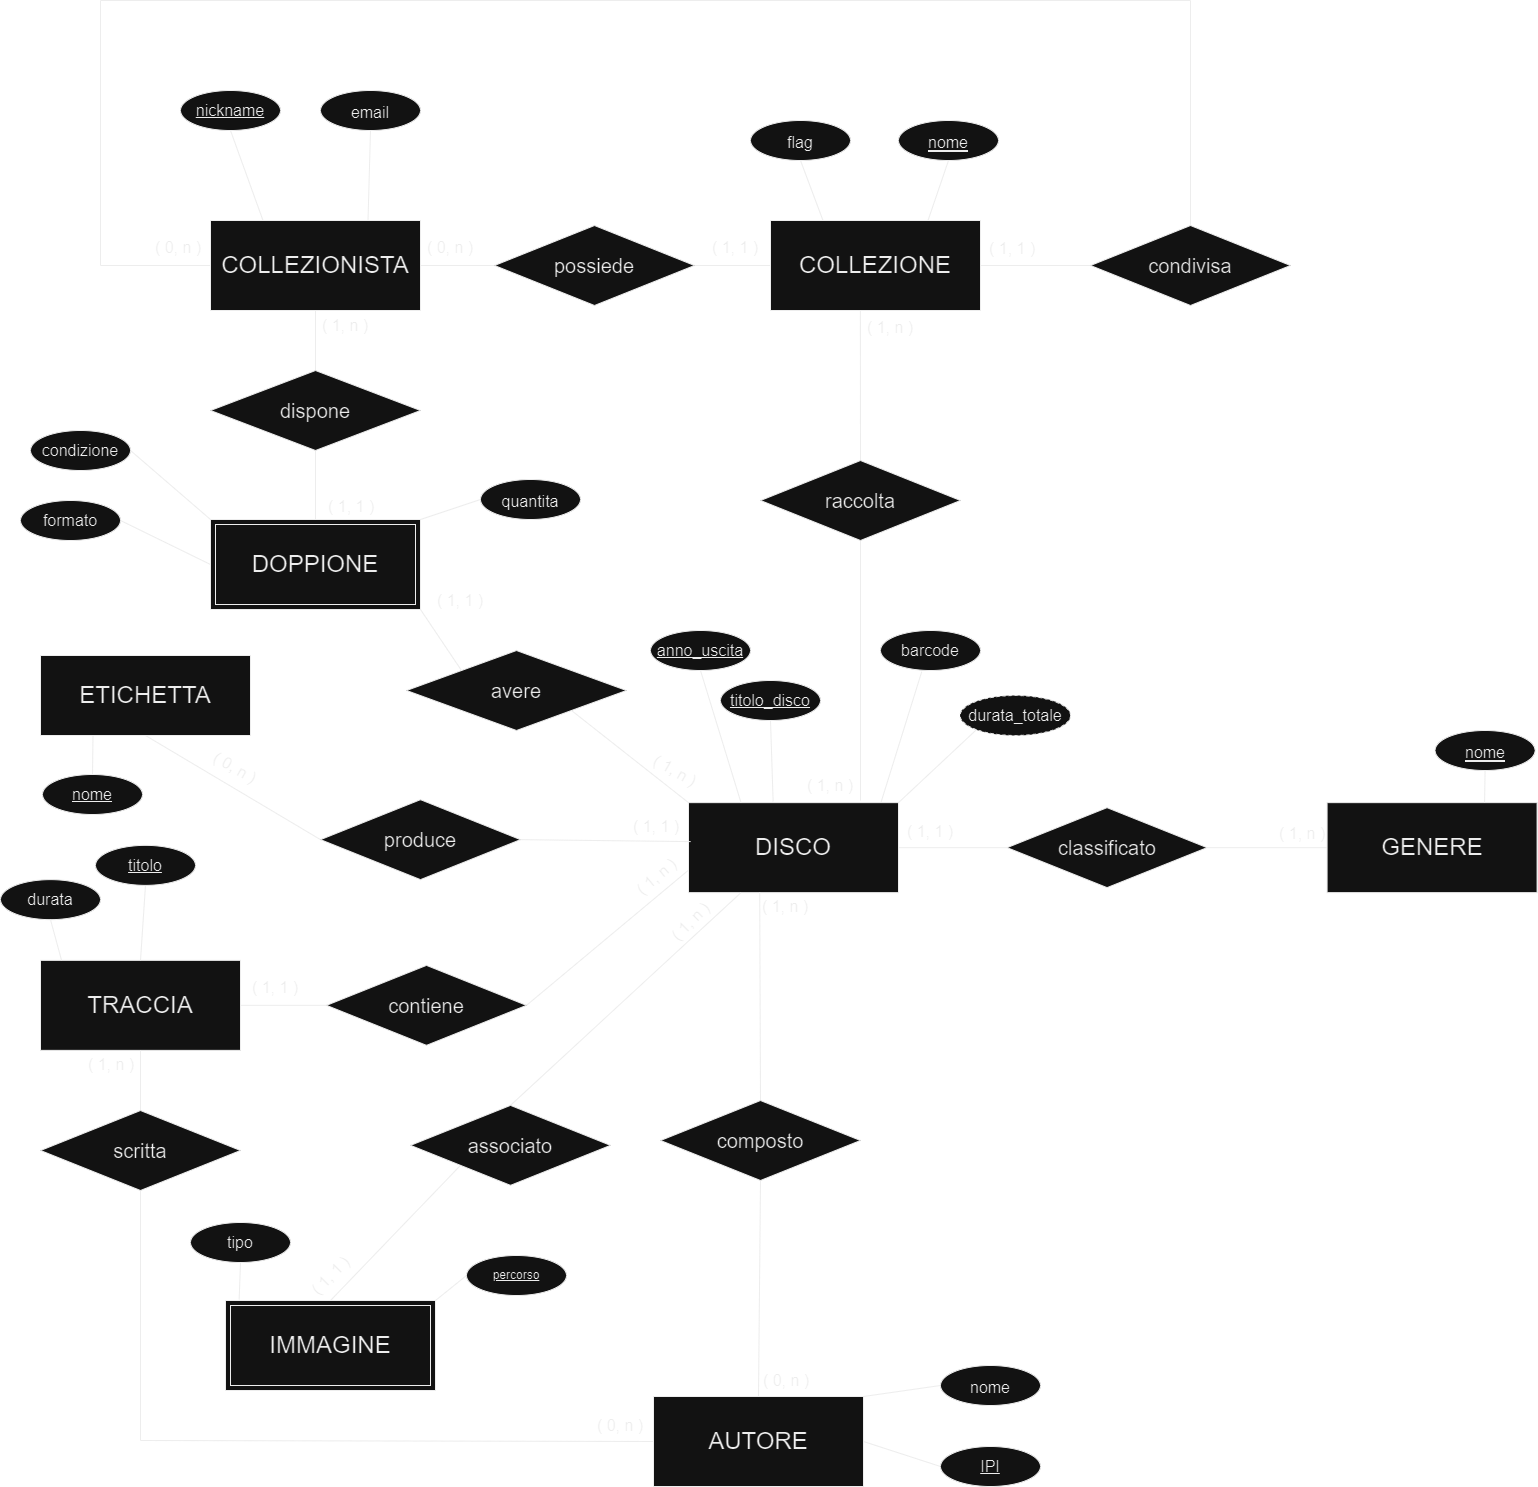 nickname
email
flag
nome
( 0, n )
COLLEZIONISTA
( 0, n )
possiede
( 1, 1 )
COLLEZIONE
( 1, 1 )
condivisa
( 1, n )
( 1, n )
dispone
condizione
formato
( 1, 1 )
quantita
raccolta
DOPPIONE
( 1, 1 )
ETICHETTA
avere
anno_uscita
titolo_disco
barcode
durata_totale
nome
nome
( 0, n )
( 1, n )
( 1, n )
produce
( 1, 1 )
DISCO
( 1, 1 )
classificato
( 1, n )
GENERE
titolo
durata
( 1, n )
( 1, n )
( 1, n )
TRACCIA
( 1, 1 )
contiene
( 1, n )
scritta
associato
composto
tipo
percorso
( 1, 1 )
IMMAGINE
( 0, n )
nome
( 0, n )
AUTORE
IPI